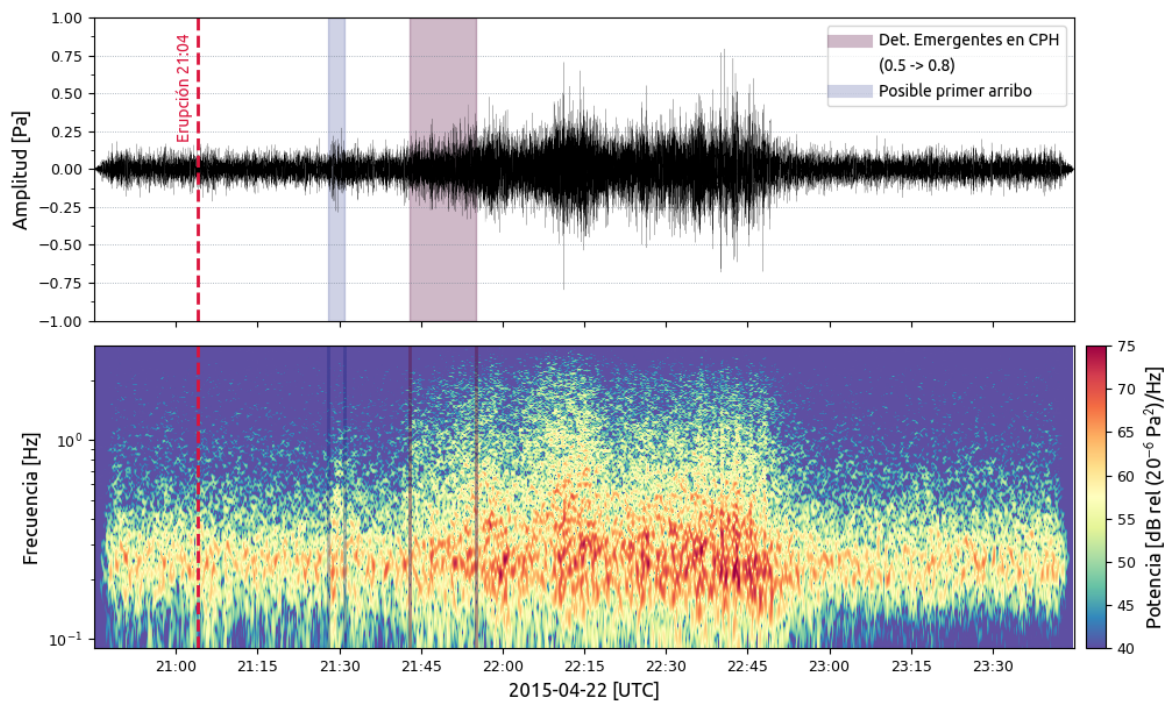 1.00
0.75
0.50
0.25
0.00
−0.25
−0.50
−0.75
−1.00
Amplitud [Pa]
Erupción 21:04
Det. Emergentes en CPH
(0.5 -> 0.8)
Posible primer arribo
10⁰
10⁻¹
Frecuencia [Hz]
21:00 21:15 21:30 21:45 22:00 22:15 22:30 22:45 23:00 23:15 23:30
2015-04-22 [UTC]
75
70
65
60
55
50
45
40
Potencia [dB rel (20⁻⁶ Pa²)/Hz]